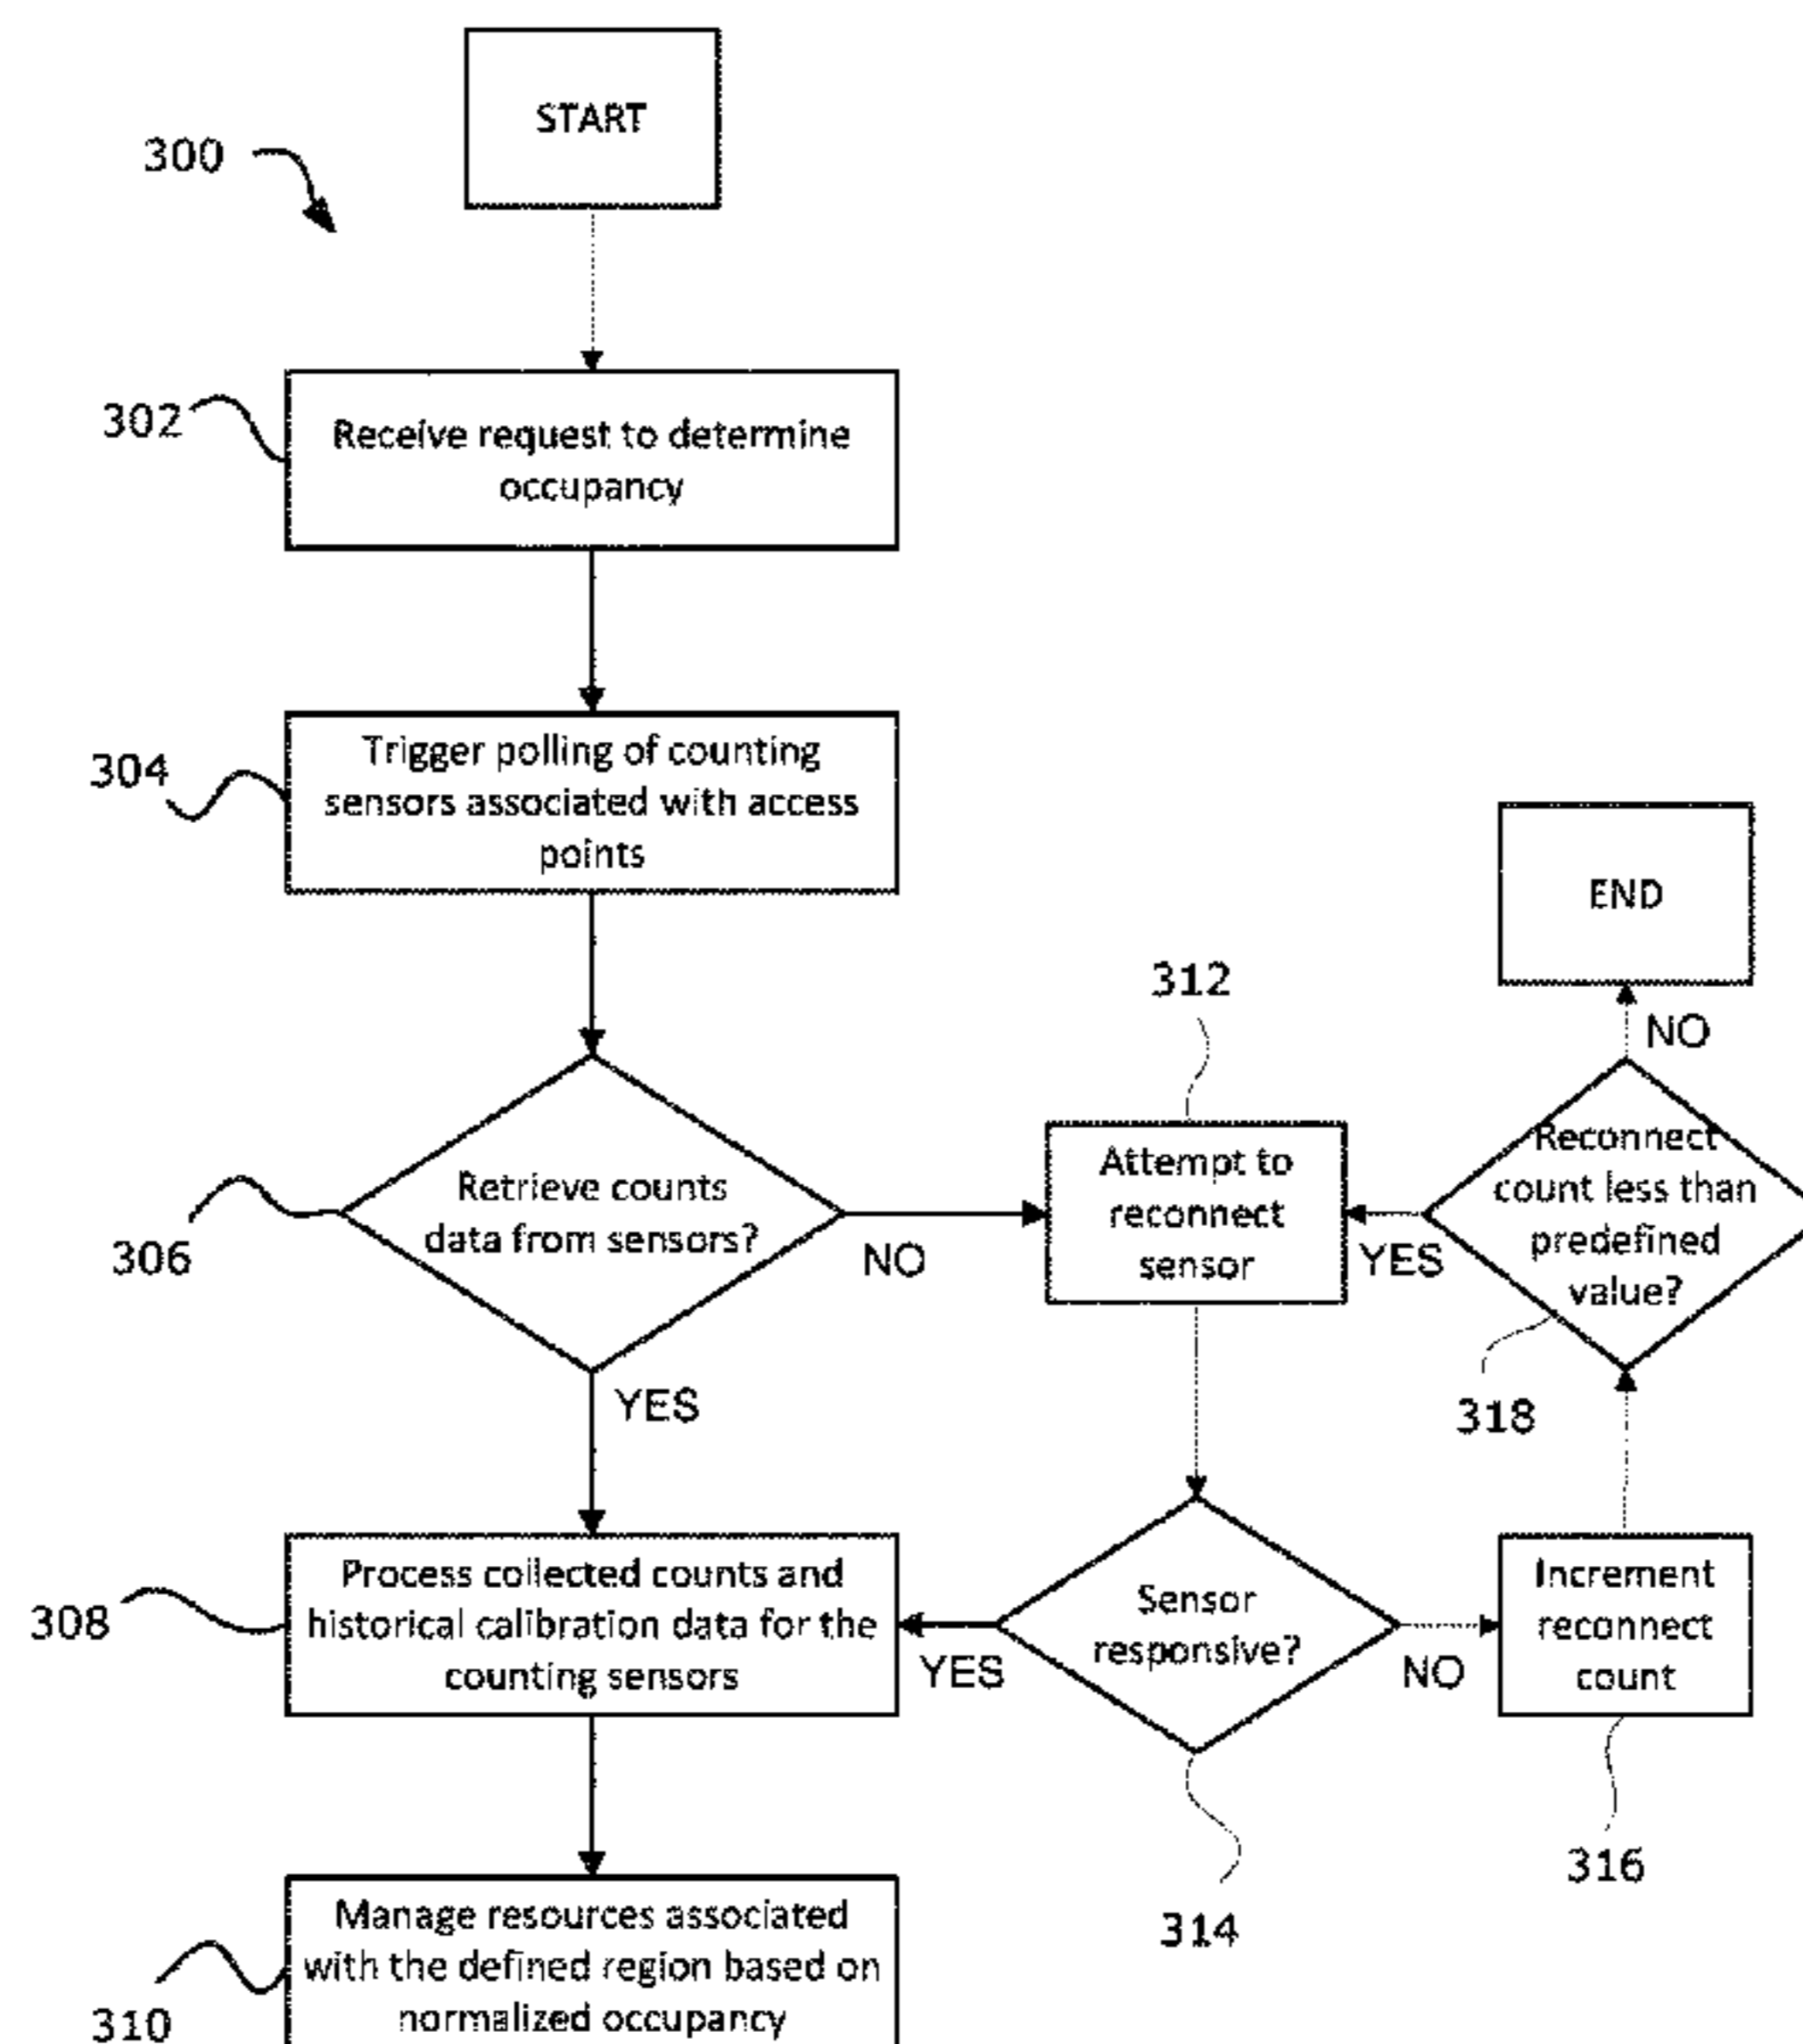 START
300
302
Receive request to determine
occupancy
304
Trigger polling of counting
sensors associated with access
points
END
312
NO
306
Retrieve counts
data from sensors?
NO
Attempt to
reconnect
sensor
YES
Reconnect
count less than
predefined
value?
318
YES
308
Process collected counts and
historical calibration data for the
counting sensors
YES
Sensor
responsive?
NO
Increment
reconnect
count
316
314
310
Manage resources associated
with the defined region based on
normalized occupancy